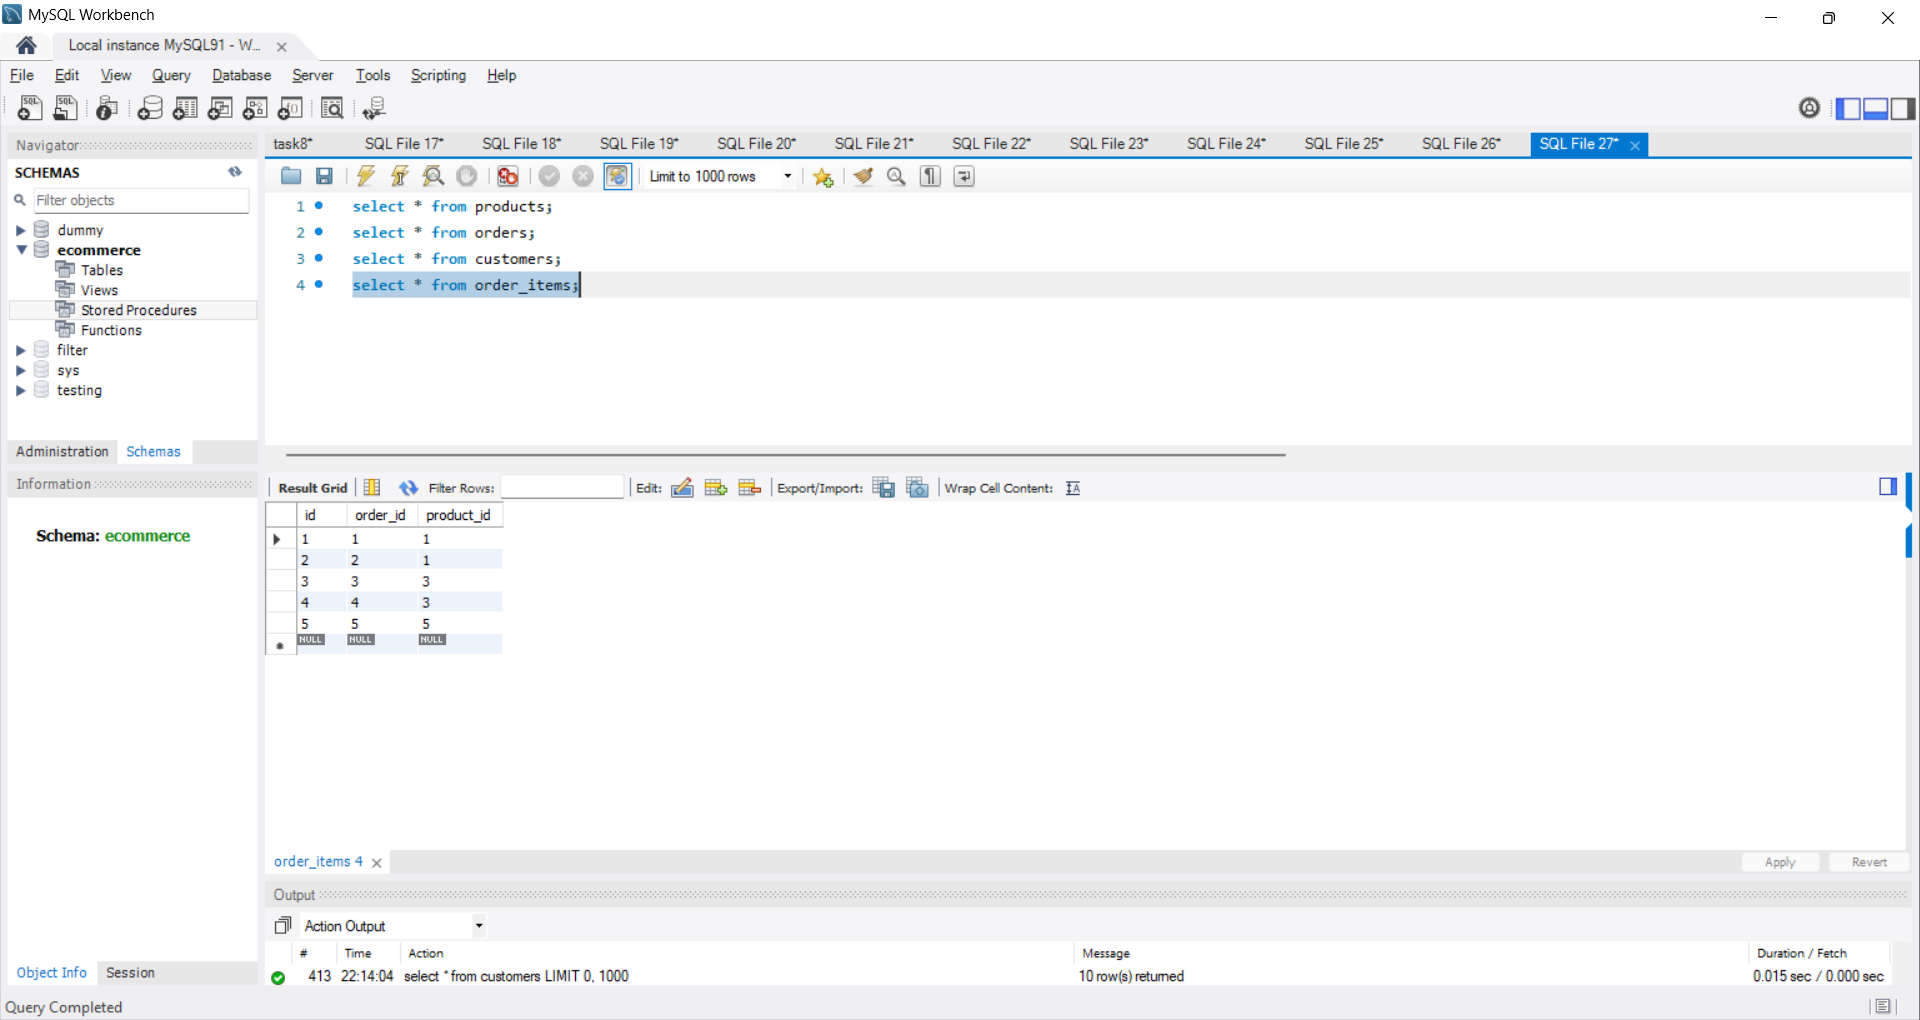 MySQL Workbench
Local instance MySQL91 - W...
File Edit View Query Database Server Tools Scripting Help
Navigator
SCHEMAS
Filter objects
dummy
ecommerce
Tables
Views
Stored Procedures
Functions
filter
sys
testing
Administration Schemas
Information
Schema: ecommerce
Object Info Session
task8* SQL File 17* SQL File 18* SQL File 19* SQL File 20* SQL File 21* SQL File 22* SQL File 23* SQL File 24* SQL File 25* SQL File 26* SQL File 27*
Limit to 1000 rows
1 select * from products;
2 select * from orders;
3 select * from customers;
4 select * from order_items;
Result Grid Filter Rows: Edit: Export/Import: Wrap Cell Content:
id order_id product_id
1 1 1
2 2 1
3 3 3
4 4 3
5 5 5
NULL NULL NULL
order_items 4 Apply Revert
Output
Action Output
# Time Action Message Duration / Fetch
413 22:14:04 select * from customers LIMIT 0, 1000 10 row(s) returned 0.015 sec / 0.000 sec
Query Completed